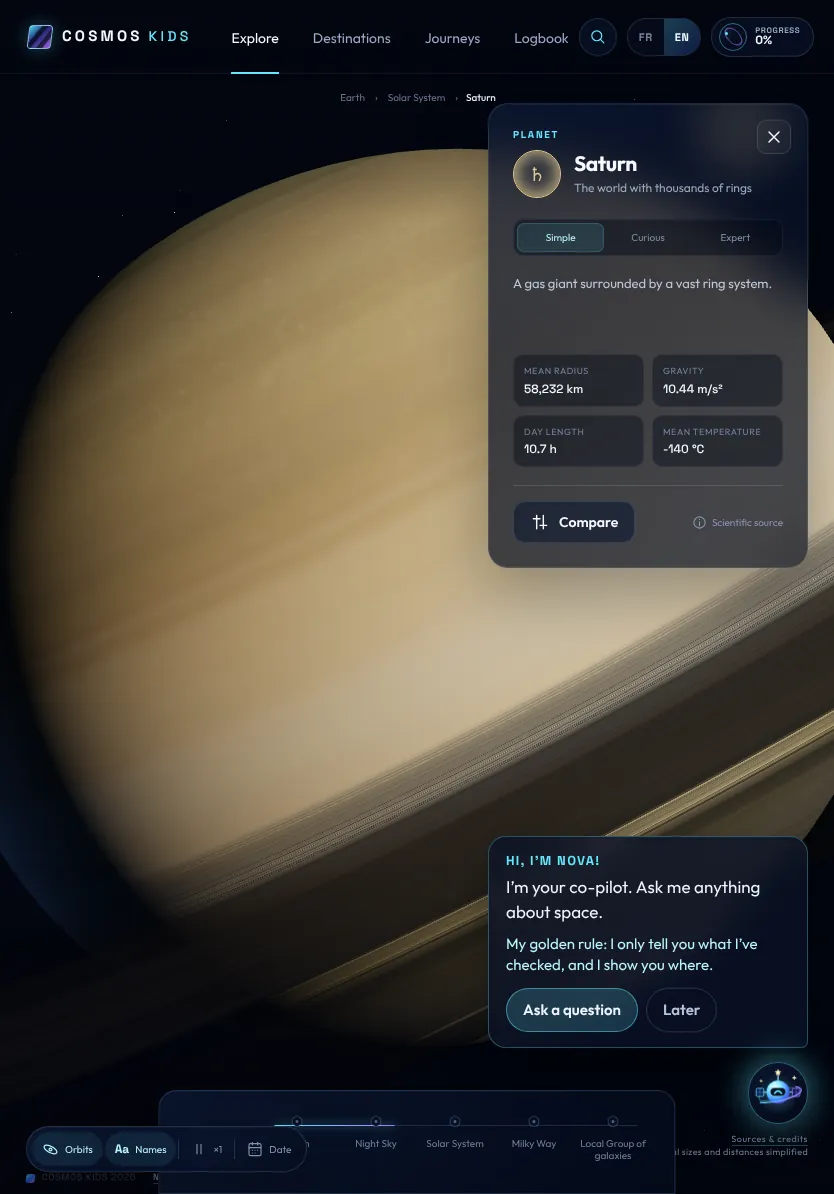 COSMOS KIDS
Explore
Destinations
Journeys
Logbook
FR
EN
PROGRESS
0%
Earth › Solar System › Saturn
PLANET
♄
Saturn
The world with thousands of rings
Simple
Curious
Expert
A gas giant surrounded by a vast ring system.
MEAN RADIUS
58,232 km
GRAVITY
10.44 m/s²
DAY LENGTH
10.7 h
MEAN TEMPERATURE
-140 °C
Compare
Scientific source
HI, I'M NOVA!
I'm your co-pilot. Ask me anything
about space.
My golden rule: I only tell you what I've
checked, and I show you where.
Ask a question
Later
Night Sky
Solar System
Milky Way
Local Group of
galaxies
Orbits
Aa Names
×1
Date
Sources & credits
sizes and distances simplified
COSMOS KIDS 2026